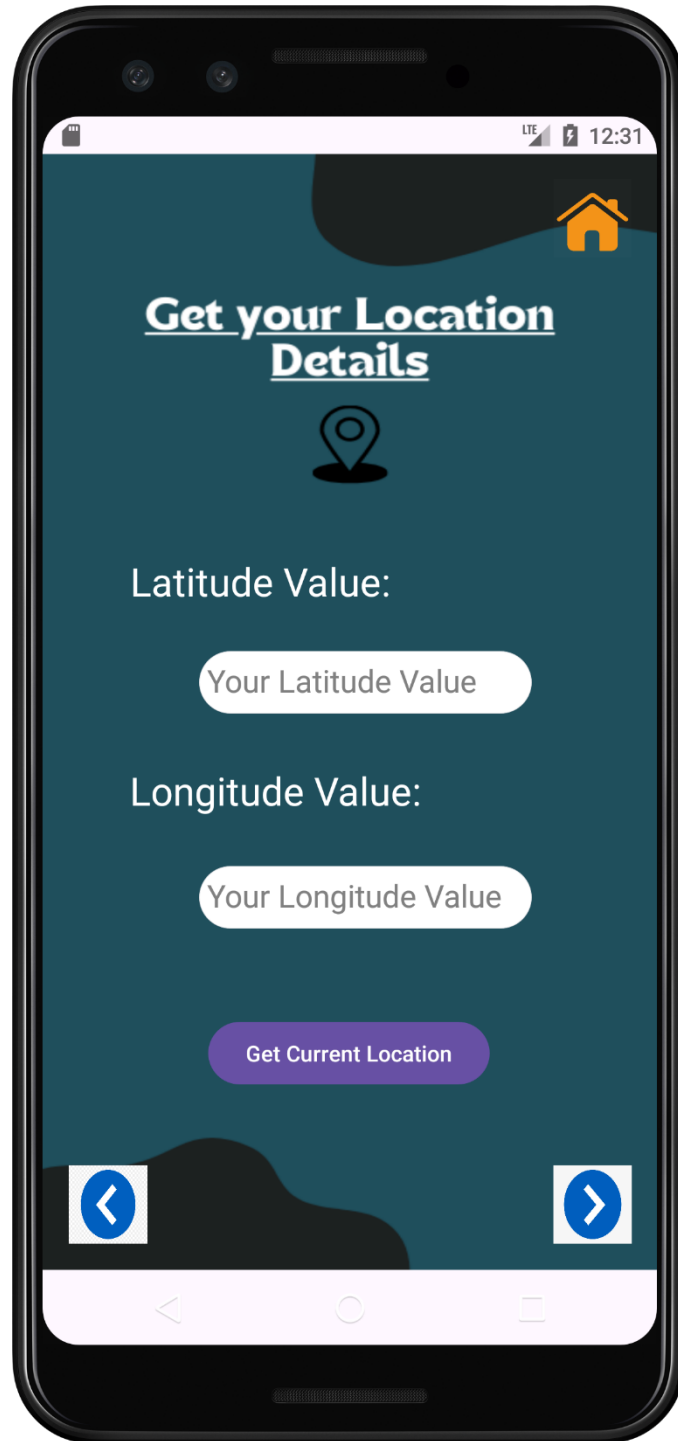 LTE 12:31
Get your Location
Details
Latitude Value:
Your Latitude Value
Longitude Value:
Your Longitude Value
Get Current Location